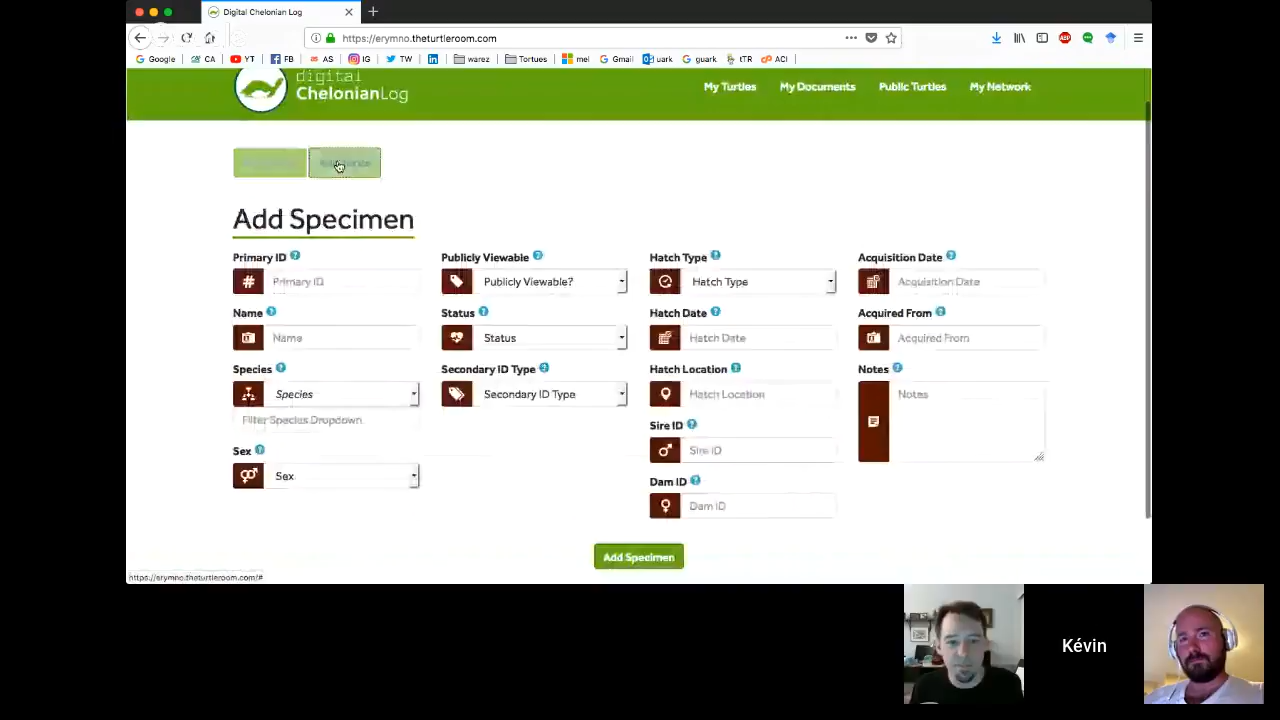 Digital Chelonian Log
https://erymno.theturtleroom.com
Google CA YT FB AS IG TW warez Tortues mel Gmail uark guark tTR ACI
digital
ChelonianLog
My Turtles My Documents Public Turtles My Network
Add Specimen
Primary ID Publicly Viewable Hatch Type Acquisition Date
Primary ID Publicly Viewable? Hatch Type Acquisition Date
Name Status Hatch Date Acquired From
Name Status Hatch Date Acquired From
Species Secondary ID Type Hatch Location Notes
Species Secondary ID Type Hatch Location Notes
Filter Species Dropdown
Sire ID
Sex
Sire ID
Sex
Dam ID
Dam ID
Add Specimen
https://erymno.theturtleroom.com/#
Kévin